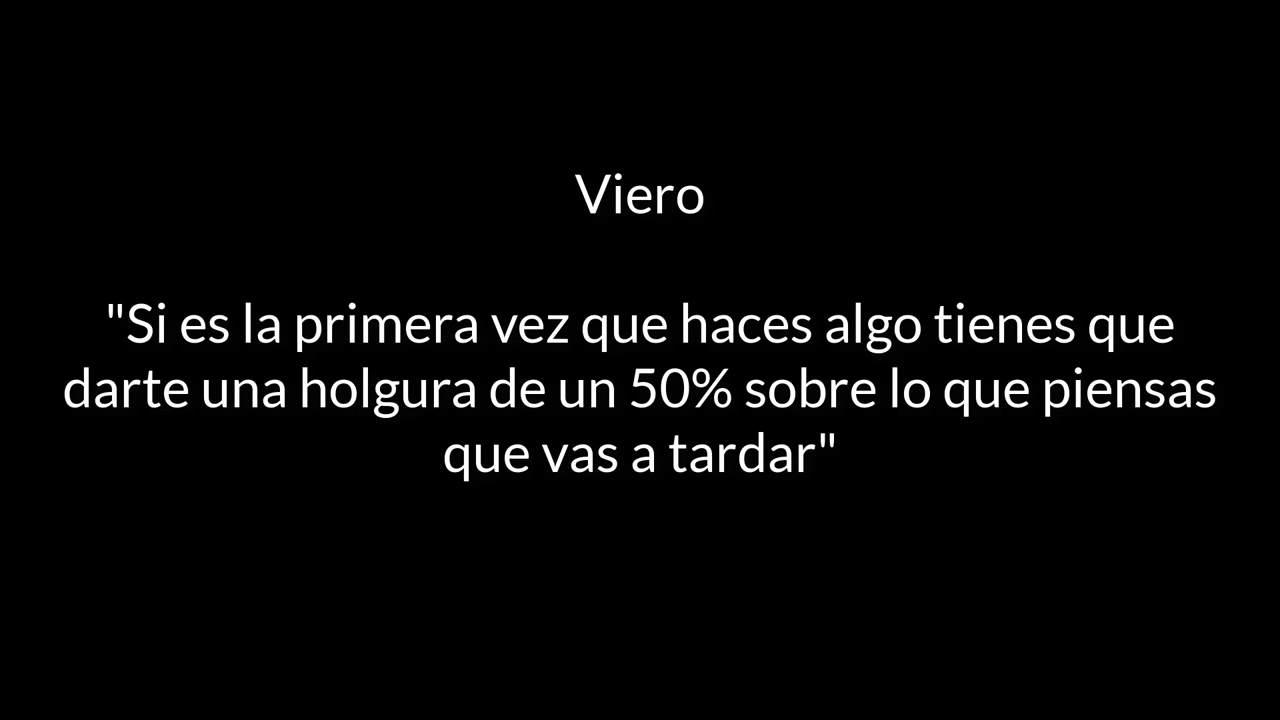 Viero
"Si es la primera vez que haces algo tienes que
darte una holgura de un 50% sobre lo que piensas
que vas a tardar"